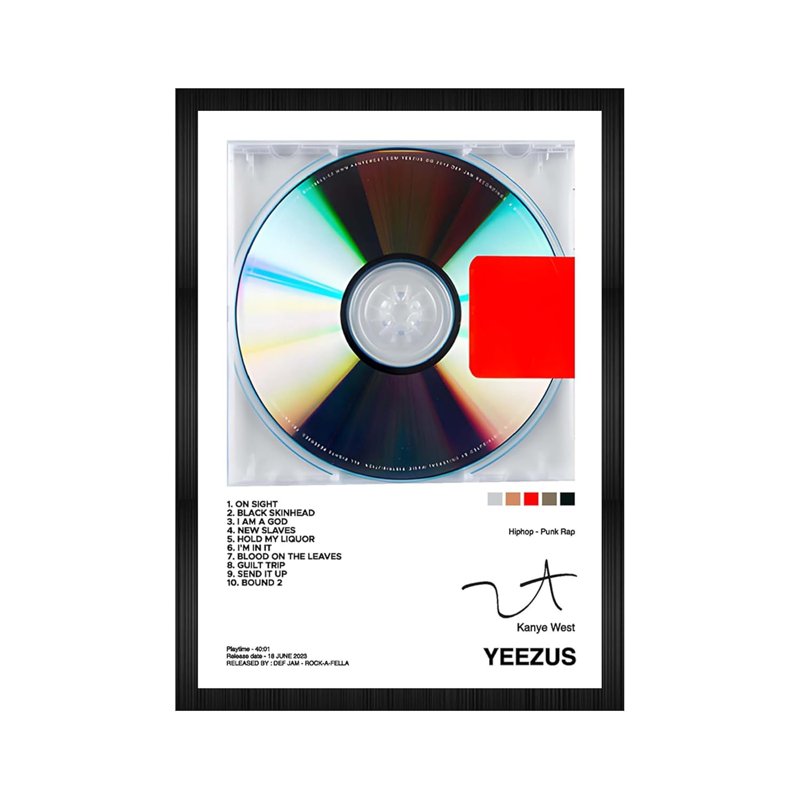 1. ON SIGHT
2. BLACK SKINHEAD
3. I AM A GOD
4. NEW SLAVES
5. HOLD MY LIQUOR
6. I'M IN IT
7. BLOOD ON THE LEAVES
8. GUILT TRIP
9. SEND IT UP
10. BOUND 2
Hiphop - Punk Rap
Kanye West
Playtime - 40:01
Release date - 18 JUNE 2023
RELEASED BY : DEF JAM - ROCK-A-FELLA
YEEZUS